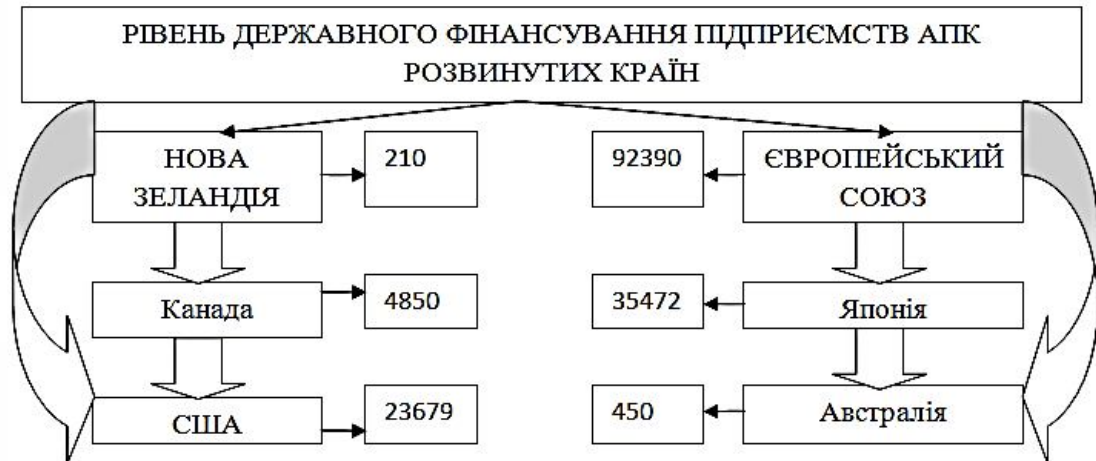 РІВЕНЬ ДЕРЖАВНОГО ФІНАНСУВАННЯ ПІДПРИЄМСТВ АПК
РОЗВИНУТИХ КРАЇН
НОВА
ЗЕЛАНДІЯ
210
92390
ЄВРОПЕЙСЬКИЙ
СОЮЗ
Канада
4850
35472
Японія
США
23679
450
Австралія